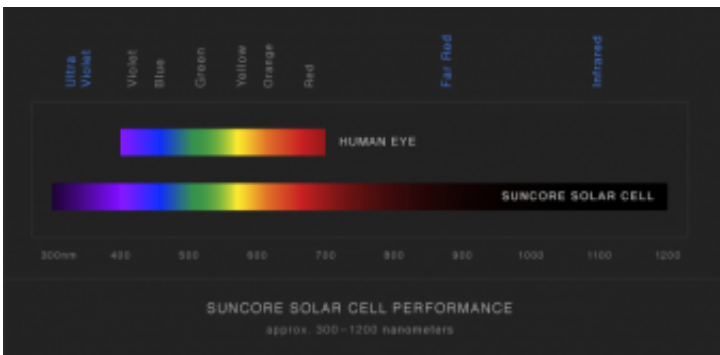 Ultra
Violet
Violet
Blue
Green
Yellow
Orange
Red
Far Red
Infrared
HUMAN EYE
SUNCORE SOLAR CELL
300nm 400 500 600 700 800 900 1000 1100 1200
SUNCORE SOLAR CELL PERFORMANCE
approx. 300-1200 nanometers